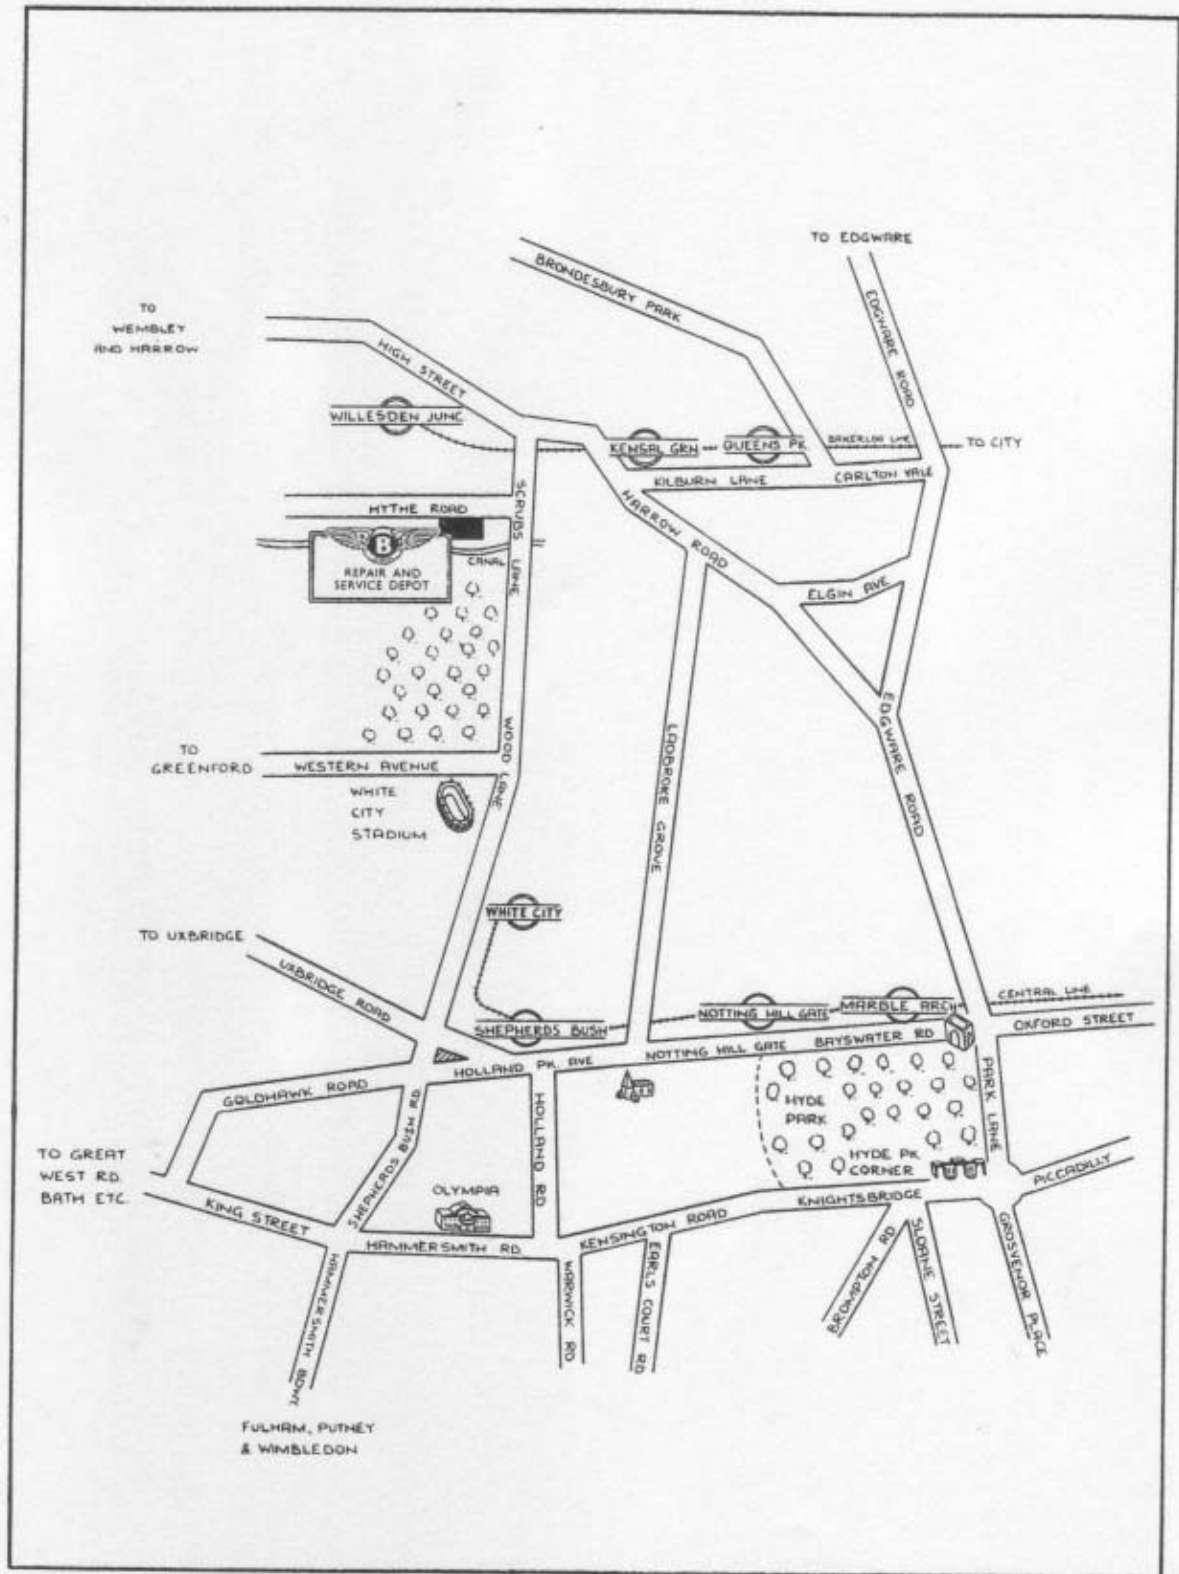 TO EDGWARE
BRONDESBURY PARK
EDGWARE ROAD
TO
WEMBLEY
AND HARROW
HIGH STREET
WILLESDEN JUNC
KENSAL GRN
QUEENS PK
BAKERLOO LINE
TO CITY
KILBURN LANE
CARLTON VALE
SCRUBS LANE
HYTHE ROAD
HARROW ROAD
B
REPAIR AND
SERVICE DEPOT
CANAL
ELGIN AVE
WOOD LANE
LADBROKE GROVE
EDGWARE ROAD
TO
GREENFORD
WESTERN AVENUE
WHITE
CITY
STADIUM
WHITE CITY
TO UXBRIDGE
UXBRIDGE ROAD
SHEPHERDS BUSH
NOTTING HILL GATE
MARBLE ARCH
CENTRAL LINE
OXFORD STREET
HOLLAND PK. AVE
NOTTING HILL GATE
BAYSWATER RD
GOLDHAWK ROAD
SHEPHERDS BUSH RD.
HOLLAND RD
HYDE
PARK
PARK LANE
HYDE PK
CORNER
TO GREAT
WEST RD.
BATH ETC.
KING STREET
OLYMPIA
HAMMERSMITH RD.
KENSINGTON ROAD
KNIGHTSBRIDGE
PICCADILLY
HAMMERSMITH BDWY
WARWICK RD
EARLS COURT RD
BROMPTON RD
SLOANE STREET
GROSVENOR PLACE
FULHAM, PUTNEY
& WIMBLEDON